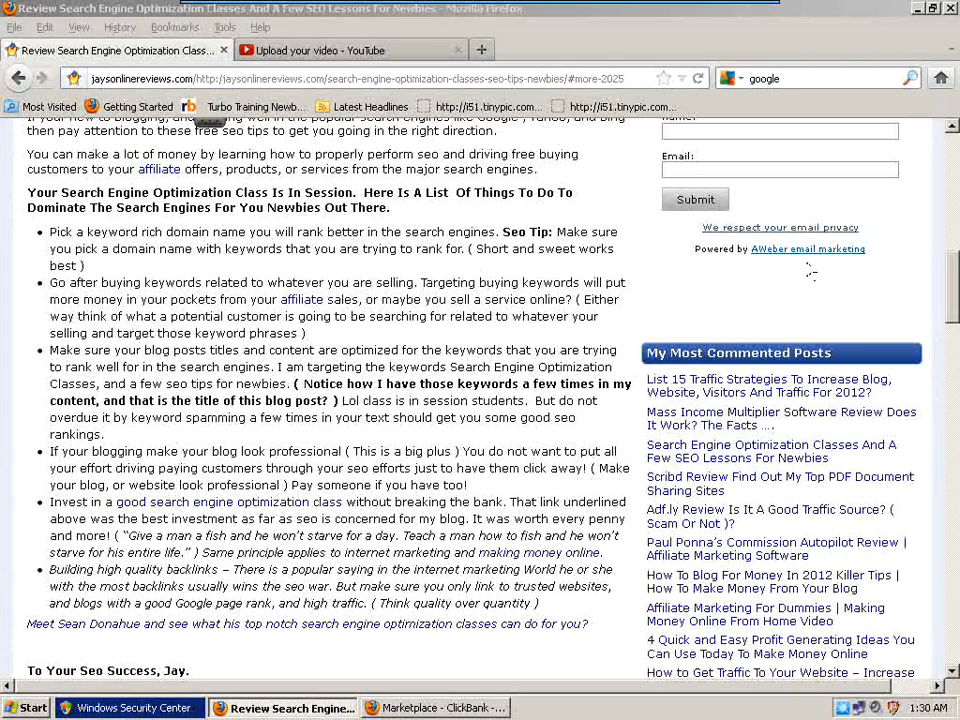 Review Search Engine Optimization Classes And A Few SEO Lessons For Newbies - Mozilla Firefox
File Edit View History Bookmarks Tools Help
Review Search Engine Optimization Class...
Upload your video - YouTube
jaysonlinereviews.com/http:/jaysonlinereviews.com/search-engine-optimization-classes-seo-tips-newbies/#more-2025
google
Most Visited Getting Started Turbo Training Newb... Latest Headlines http://i51.tinypic.com... http://i51.tinypic.com...
then pay attention to these free seo tips to get you going in the right direction.
You can make a lot of money by learning how to properly perform seo and driving free buying
customers to your affiliate offers, products, or services from the major search engines.
Your Search Engine Optimization Class Is In Session. Here Is A List Of Things To Do To
Dominate The Search Engines For You Newbies Out There.
Pick a keyword rich domain name you will rank better in the search engines. Seo Tip: Make sure
you pick a domain name with keywords that you are trying to rank for. ( Short and sweet works
best )
Go after buying keywords related to whatever you are selling. Targeting buying keywords will put
more money in your pockets from your affiliate sales, or maybe you sell a service online? ( Either
way think of what a potential customer is going to be searching for related to whatever your
selling and target those keyword phrases )
Make sure your blog posts titles and content are optimized for the keywords that you are trying
to rank well for in the search engines. I am targeting the keywords Search Engine Optimization
Classes, and a few seo tips for newbies. ( Notice how I have those keywords a few times in my
content, and that is the title of this blog post? ) Lol class is in session students. But do not
overdue it by keyword spamming a few times in your text should get you some good seo
rankings.
If your blogging make your blog look professional ( This is a big plus ) You do not want to put all
your effort driving paying customers through your seo efforts just to have them click away! ( Make
your blog, or website look professional ) Pay someone if you have too!
Invest in a good search engine optimization class without breaking the bank. That link underlined
above was the best investment as far as seo is concerned for my blog. It was worth every penny
and more! ( “Give a man a fish and he won’t starve for a day. Teach a man how to fish and he won’t
starve for his entire life.” ) Same principle applies to internet marketing and making money online.
Building high quality backlinks – There is a popular saying in the internet marketing World he or she
with the most backlinks usually wins the seo war. But make sure you only link to trusted websites,
and blogs with a good Google page rank, and high traffic. ( Think quality over quantity )
Meet Sean Donahue and see what his top notch search engine optimization classes can do for you?
To Your Seo Success, Jay.
Email:
Submit
We respect your email privacy
Powered by AWeber email marketing
My Most Commented Posts
List 15 Traffic Strategies To Increase Blog,
Website, Visitors And Traffic For 2012?
Mass Income Multiplier Software Review Does
It Work? The Facts ….
Search Engine Optimization Classes And A
Few SEO Lessons For Newbies
Scribd Review Find Out My Top PDF Document
Sharing Sites
Adf.ly Review Is It A Good Traffic Source? (
Scam Or Not )?
Paul Ponna's Commission Autopilot Review |
Affiliate Marketing Software
How To Blog For Money In 2012 Killer Tips |
How To Make Money From Your Blog
Affiliate Marketing For Dummies | Making
Money Online From Home Video
4 Quick and Easy Profit Generating Ideas You
Can Use Today To Make Money Online
How to Get Traffic To Your Website – Increase
Start Windows Security Center Review Search Engine... Marketplace - ClickBank -... 1:30 AM